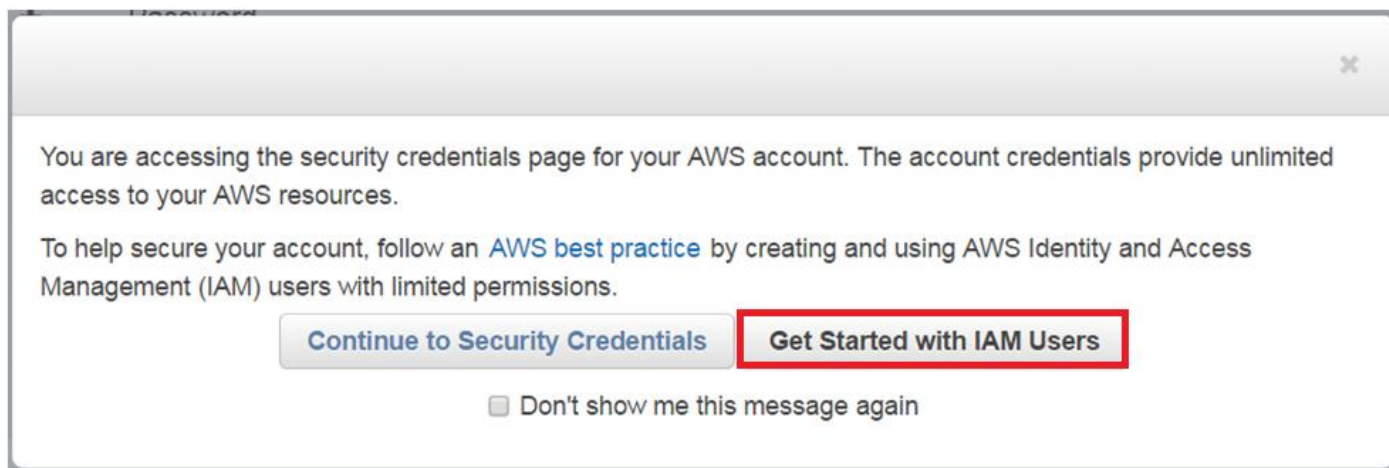 Password
You are accessing the security credentials page for your AWS account. The account credentials provide unlimited
access to your AWS resources.
To help secure your account, follow an AWS best practice by creating and using AWS Identity and Access
Management (IAM) users with limited permissions.
Continue to Security Credentials Get Started with IAM Users
Don't show me this message again